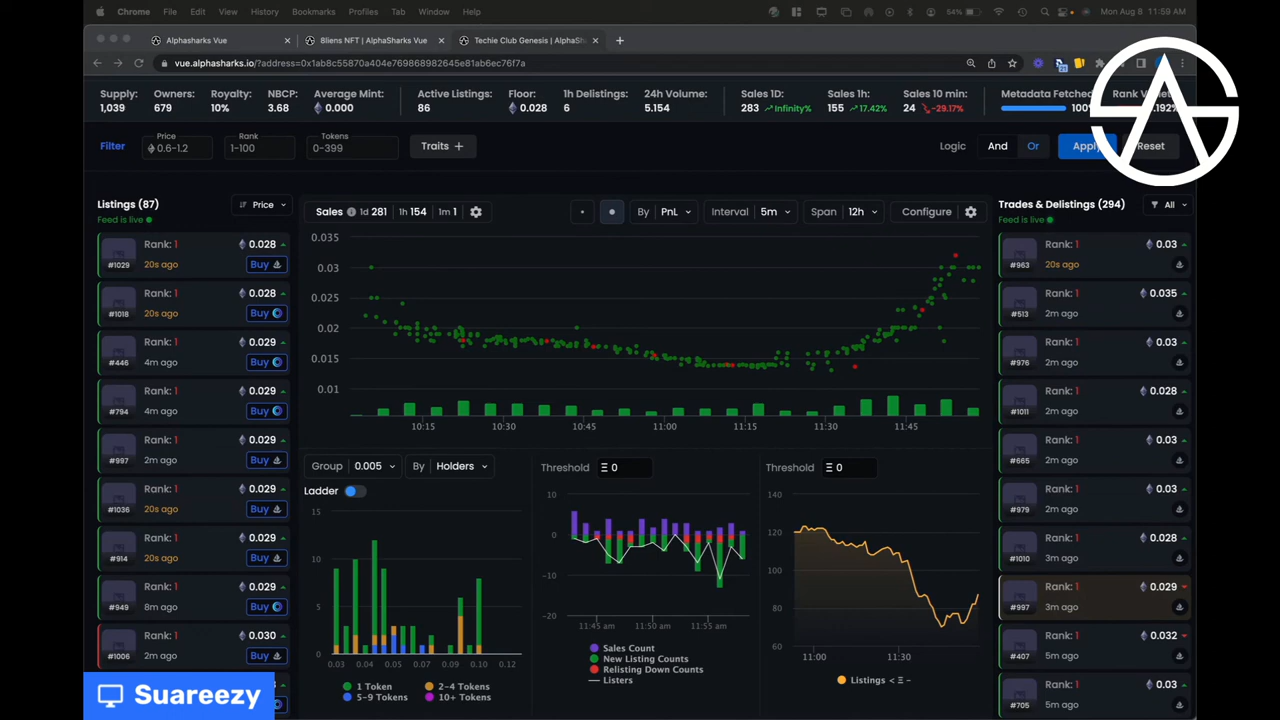 Chrome File Edit View History Bookmarks Profiles Tab Window Help 54% Mon Aug 8 11:59 AM
Alphasharks Vue 8liens NFT | AlphaSharks Vue Techie Club Genesis | AlphaSha
vue.alphasharks.io/?address=0x1ab8c55870a404e769868982645e81ab6ec76f7a
21
Supply: Owners: Royalty: NBCP: Average Mint: Active Listings: Floor: 1h Delistings: 24h Volume: Sales 1D: Sales 1h: Sales 10 min: Metadata Fetched
1,039 679 10% 3.68 0.000 86 0.028 6 5.154 283 Infinity% 155 17.42% 24 -29.17%
Filter Price 0.6-1.2 Rank 1-100 Tokens 0-399 Traits + Logic And Or Apply Reset
Listings (87) Price
Feed is live
#1029 Rank: 1 0.028
20s ago Buy
#1018 Rank: 1 0.028
20s ago Buy
#446 Rank: 1 0.029
4m ago Buy
#794 Rank: 1 0.029
4m ago Buy
#997 Rank: 1 0.029
2m ago Buy
#1036 Rank: 1 0.029
20s ago Buy
#914 Rank: 1 0.029
20s ago Buy
#949 Rank: 1 0.029
8m ago Buy
#1006 Rank: 1 0.030
2m ago Buy
Sales 1d 281 1h 154 1m 1 By PnL Interval 5m Span 12h Configure
0.035
0.03
0.025
0.02
0.015
0.01
10:15 10:30 10:45 11:00 11:15 11:30 11:45
Group 0.005 By Holders
Ladder
15
10
5
0
0.03 0.04 0.05 0.07 0.09 0.10 0.12
1 Token 2-4 Tokens
5-9 Tokens 10+ Tokens
Threshold Ξ 0
10
0
-10
-20
11:45 am 11:50 am 11:55 am
Sales Count
New Listing Counts
Relisting Down Counts
Listers
Threshold Ξ 0
140
120
100
80
60
11:00 11:30
Listings < Ξ -
Trades & Delistings (294) All
Feed is live
#963 Rank: 1 0.03
20s ago
#513 Rank: 1 0.035
2m ago
#976 Rank: 1 0.03
2m ago
#1011 Rank: 1 0.028
2m ago
#665 Rank: 1 0.03
2m ago
#979 Rank: 1 0.03
2m ago
#1010 Rank: 1 0.028
3m ago
#997 Rank: 1 0.029
3m ago
#407 Rank: 1 0.032
5m ago
#705 Rank: 1 0.03
5m ago
Suareezy